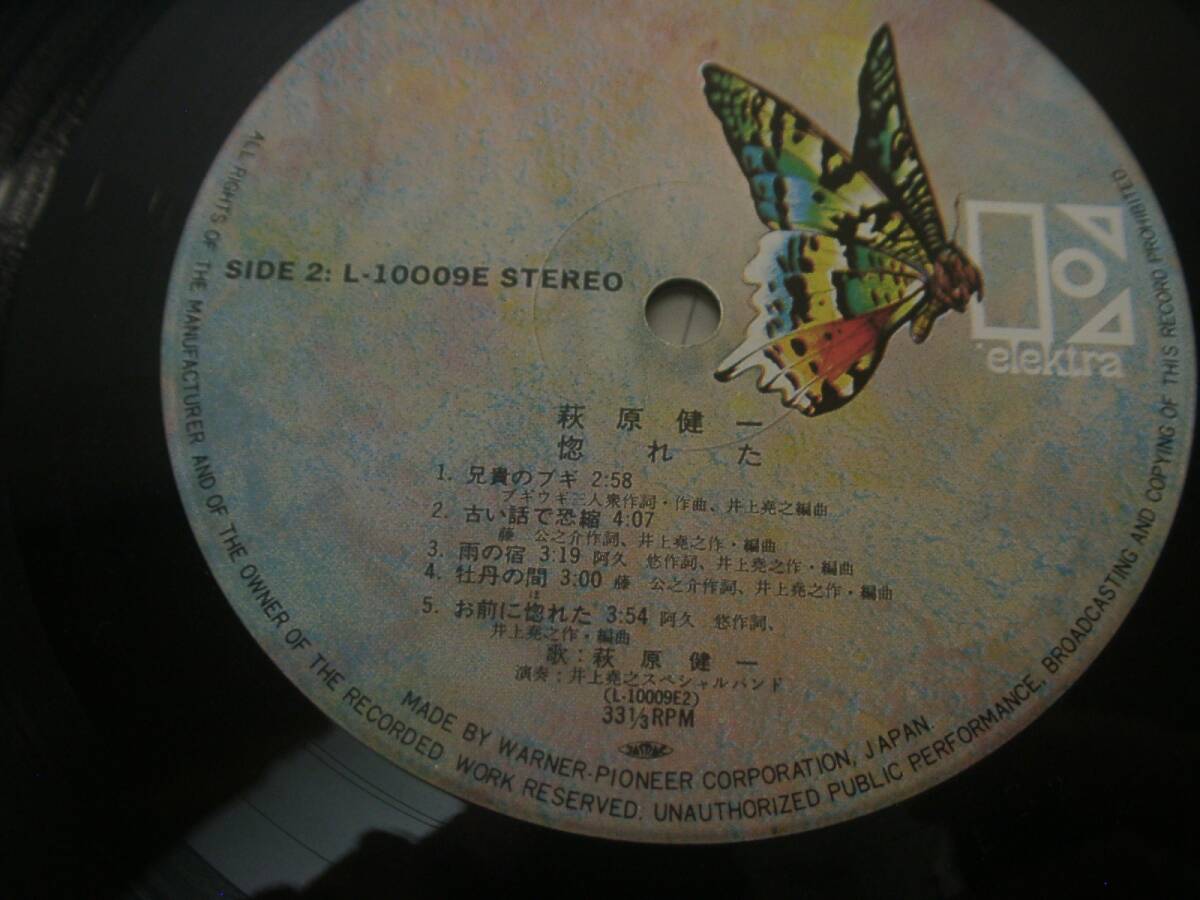 SIDE 2: L-10009E STEREO
elektra
萩原健一
惚れた
1. 兄貴のブギ 2:58
ブギウギ三人衆作詞・作曲、井上堯之編曲
2. 古い話で恐縮 4:07
藤 公之介作詞、井上堯之作・編曲
3. 雨の宿 3:19 阿久 悠作詞、井上堯之作・編曲
4. 牡丹の間 3:00 藤 公之介作詞、井上堯之作・編曲
ほ
5. お前に惚れた 3:54 阿久 悠作詞、
井上堯之作・編曲
歌:萩原健一
演奏:井上堯之スペシャルバンド
(L-10009E2)
33 1/3 RPM
JASRAC
MADE BY WARNER-PIONEER CORPORATION, JAPAN.
ALL RIGHTS OF THE MANUFACTURER AND OF THE OWNER OF THE RECORDED WORK RESERVED. UNAUTHORIZED PUBLIC PERFORMANCE, BROADCASTING AND COPYING OF THIS RECORD PROHIBITED